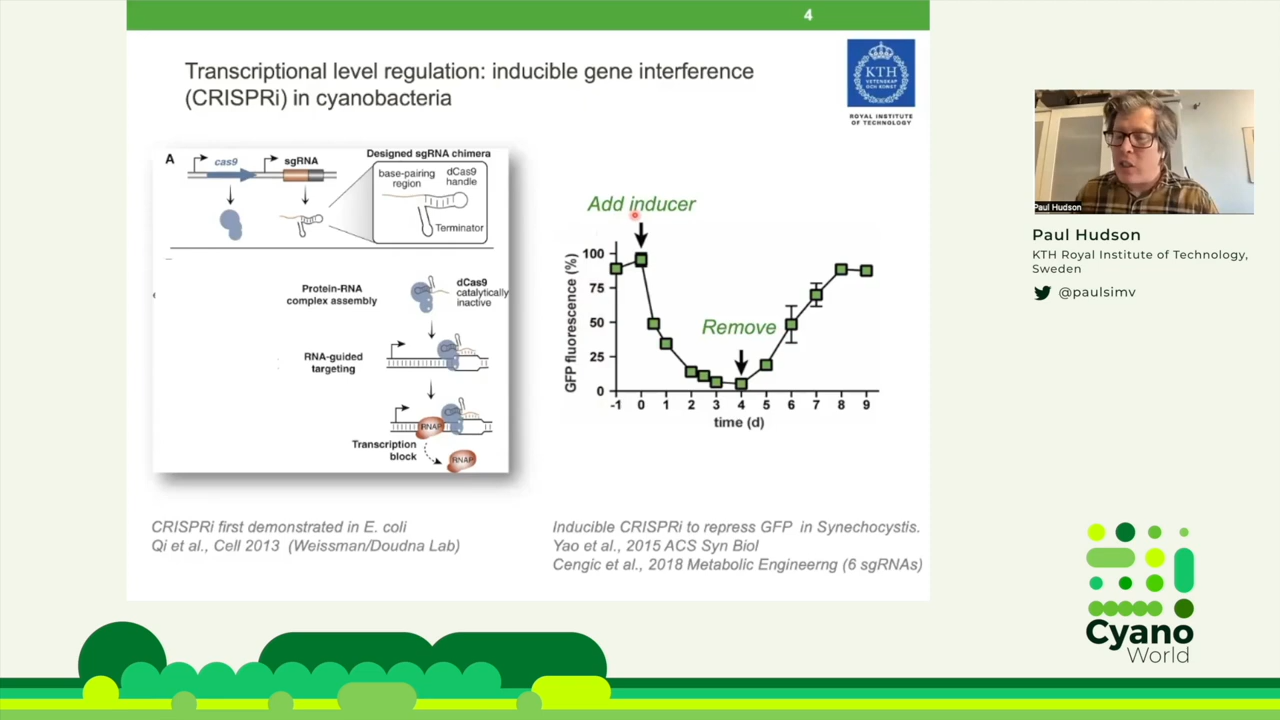 4
Transcriptional level regulation: inducible gene interference
(CRISPRi) in cyanobacteria
KTH
VETENSKAP
OCH KONST
ROYAL INSTITUTE
OF TECHNOLOGY
A
cas9
sgRNA
Designed sgRNA chimera
base-pairing
region
dCas9
handle
Terminator
Protein-RNA
complex assembly
dCas9
catalytically
inactive
RNA-guided
targeting
RNAP
Transcription
block
RNAP
CRISPRi first demonstrated in E. coli
Qi et al., Cell 2013 (Weissman/Doudna Lab)
Add inducer
Remove
GFP fluorescence (%)
100
75
50
25
0
-1 0 1 2 3 4 5 6 7 8 9
time (d)
Inducible CRISPRi to repress GFP in Synechocystis.
Yao et al., 2015 ACS Syn Biol
Cengic et al., 2018 Metabolic Engineerng (6 sgRNAs)
Paul Hudson
Paul Hudson
KTH Royal Institute of Technology,
Sweden
@paulsimv
Cyano
World